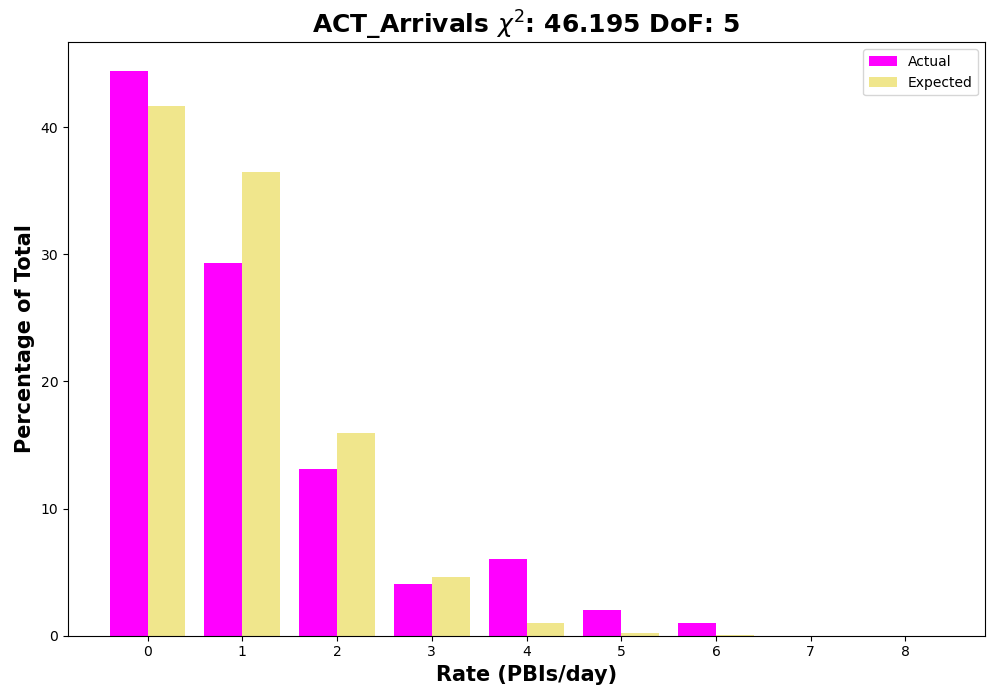 ACT_Arrivals χ²: 46.195 DoF: 5
Actual
Expected
Percentage of Total
40
30
20
10
0
0 1 2 3 4 5 6 7 8
Rate (PBIs/day)